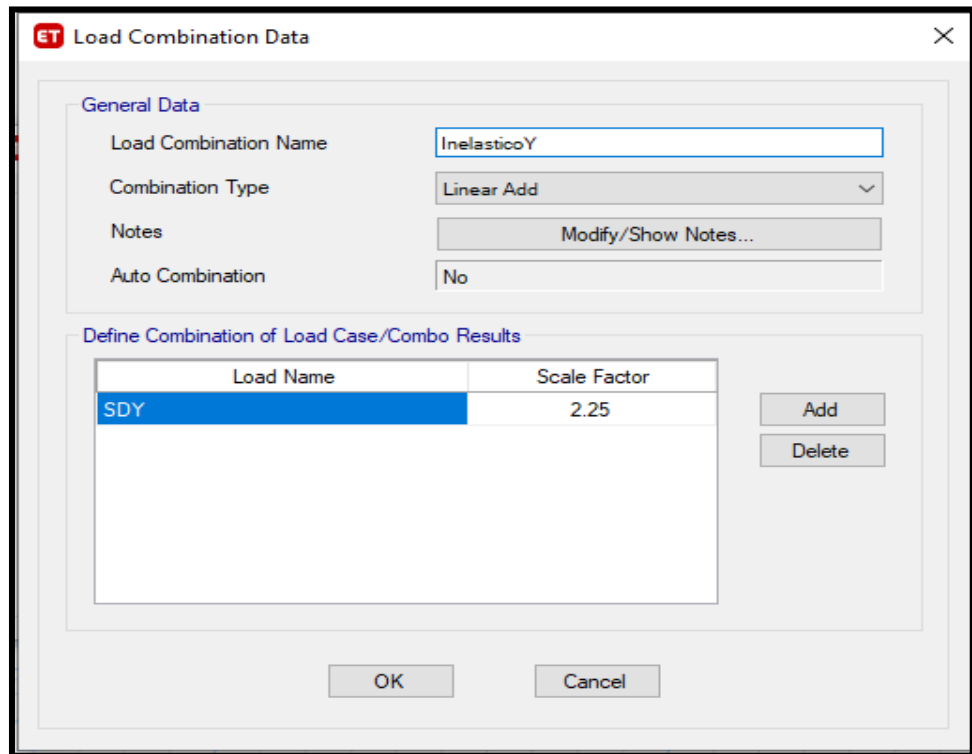 ET Load Combination Data
General Data
Load Combination Name InelasticoY
Combination Type Linear Add
Notes Modify/Show Notes...
Auto Combination No
Define Combination of Load Case/Combo Results
Load Name Scale Factor
SDY 2.25 Add
Delete
OK Cancel